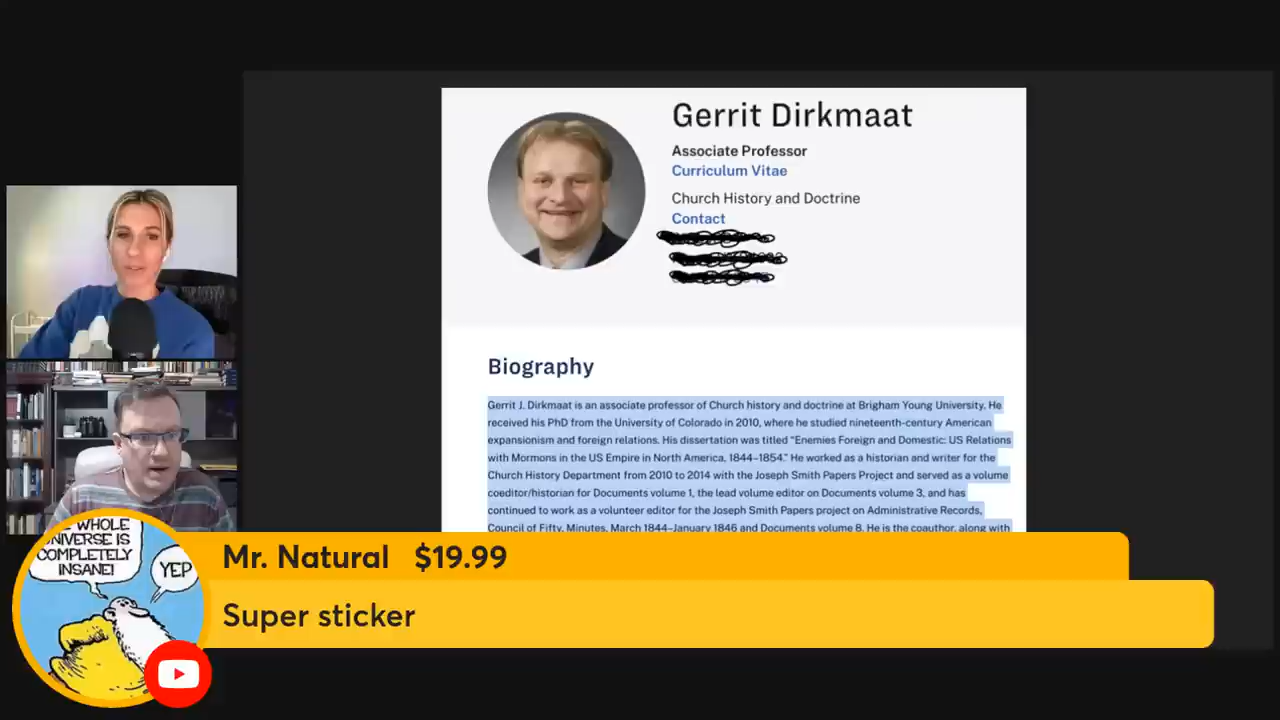 Gerrit Dirkmaat
Associate Professor
Curriculum Vitae
Church History and Doctrine
Contact
Biography
Gerrit J. Dirkmaat is an associate professor of Church history and doctrine at Brigham Young University. He
received his PhD from the University of Colorado in 2010, where he studied nineteenth-century American
expansionism and foreign relations. His dissertation was titled “Enemies Foreign and Domestic: US Relations
with Mormons in the US Empire in North America, 1844–1854.” He worked as a historian and writer for the
Church History Department from 2010 to 2014 with the Joseph Smith Papers Project and served as a volume
coeditor/historian for Documents volume 1, the lead volume editor on Documents volume 3, and has
continued to work as a volunteer editor for the Joseph Smith Papers project on Administrative Records,
Council of Fifty, Minutes, March 1844–January 1846 and Documents volume 8. He is the coauthor, along with
WHOLE
UNIVERSE IS
COMPLETELY
INSANE!
YEP
Mr. Natural $19.99
Super sticker